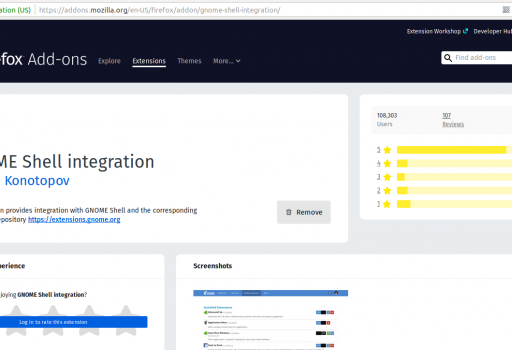 ation (US)
https://addons.mozilla.org/en-US/firefox/addon/gnome-shell-integration/
Extension Workshop
Developer Hub
efox Add-ons
Explore
Extensions
Themes
More...
Find add-ons
ME Shell integration
Konotopov
n provides integration with GNOME Shell and the corresponding
epository https://extensions.gnome.org
Remove
108,303
Users
107
Reviews
5
4
3
2
1
perience
njoying GNOME Shell integration?
Log in to rate this extension
Screenshots
Installed Extensions